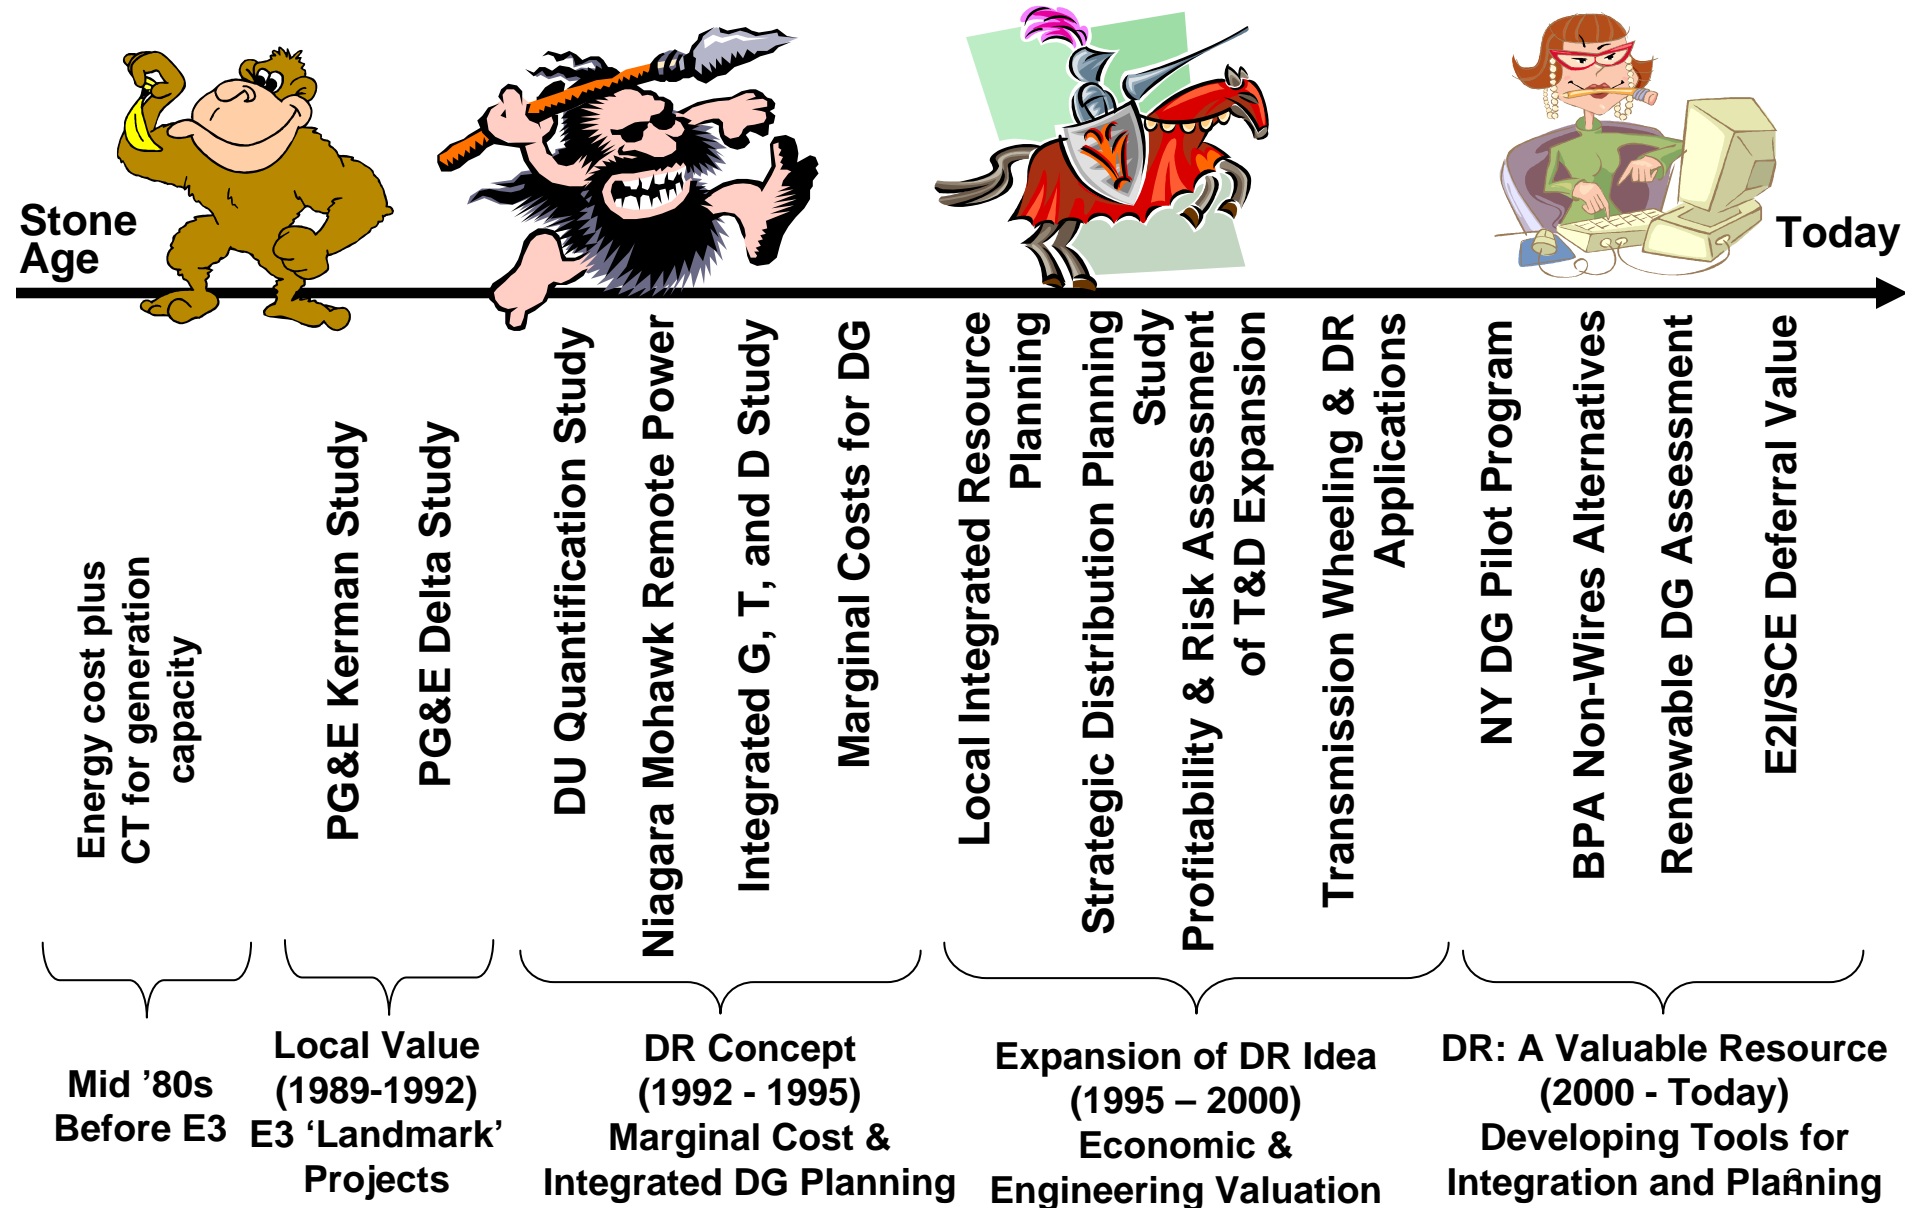 Stone
Age
Today
Energy cost plus
CT for generation
capacity
PG&E Kerman Study
PG&E Delta Study
DU Quantification Study
Niagara Mohawk Remote Power
Integrated G, T, and D Study
Marginal Costs for DG
Local Integrated Resource
Planning
Strategic Distribution Planning
Study
Profitability & Risk Assessment
of T&D Expansion
Transmission Wheeling & DR
Applications
NY DG Pilot Program
BPA Non-Wires Alternatives
Renewable DG Assessment
E2I/SCE Deferral Value
Mid ’80s
Before E3
Local Value
(1989-1992)
E3 ‘Landmark’
Projects
DR Concept
(1992 - 1995)
Marginal Cost &
Integrated DG Planning
Expansion of DR Idea
(1995 – 2000)
Economic &
Engineering Valuation
DR: A Valuable Resource
(2000 - Today)
Developing Tools for
Integration and Planning
3